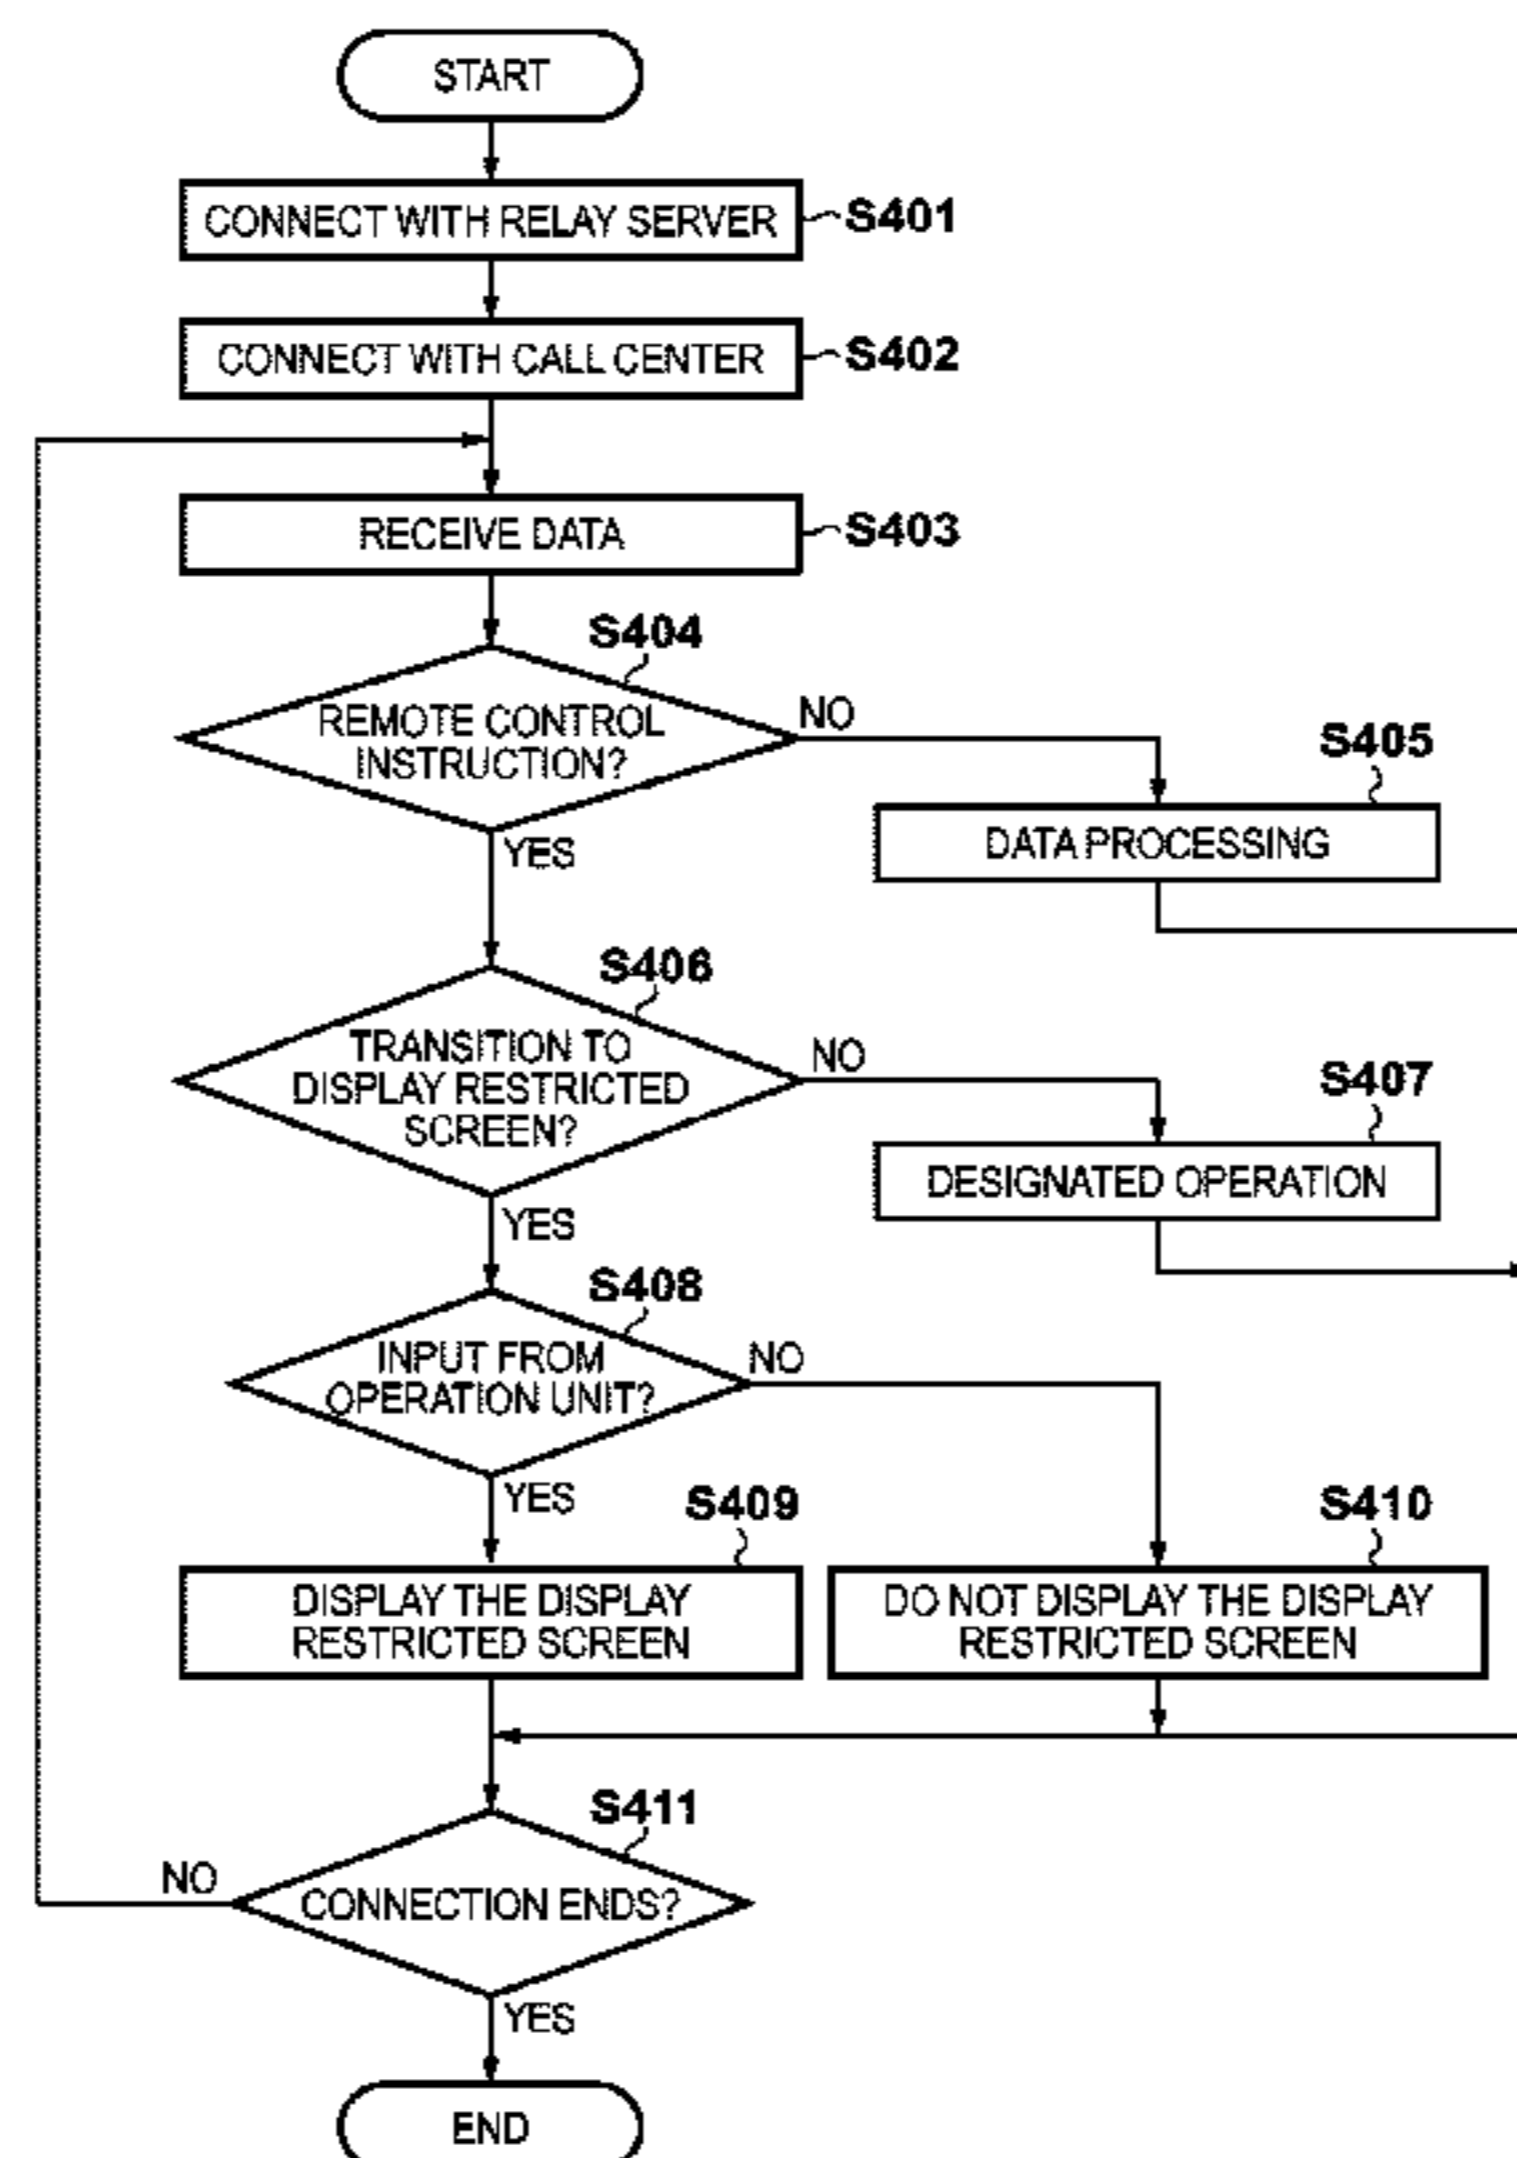 START
CONNECT WITH RELAY SERVER
S401
CONNECT WITH CALL CENTER
S402
RECEIVE DATA
S403
S404
REMOTE CONTROL
INSTRUCTION?
NO
YES
S405
DATA PROCESSING
S406
TRANSITION TO
DISPLAY RESTRICTED
SCREEN?
NO
YES
S407
DESIGNATED OPERATION
S408
INPUT FROM
OPERATION UNIT?
NO
YES
S409
DISPLAY THE DISPLAY
RESTRICTED SCREEN
S410
DO NOT DISPLAY THE DISPLAY
RESTRICTED SCREEN
S411
CONNECTION ENDS?
NO
YES
END